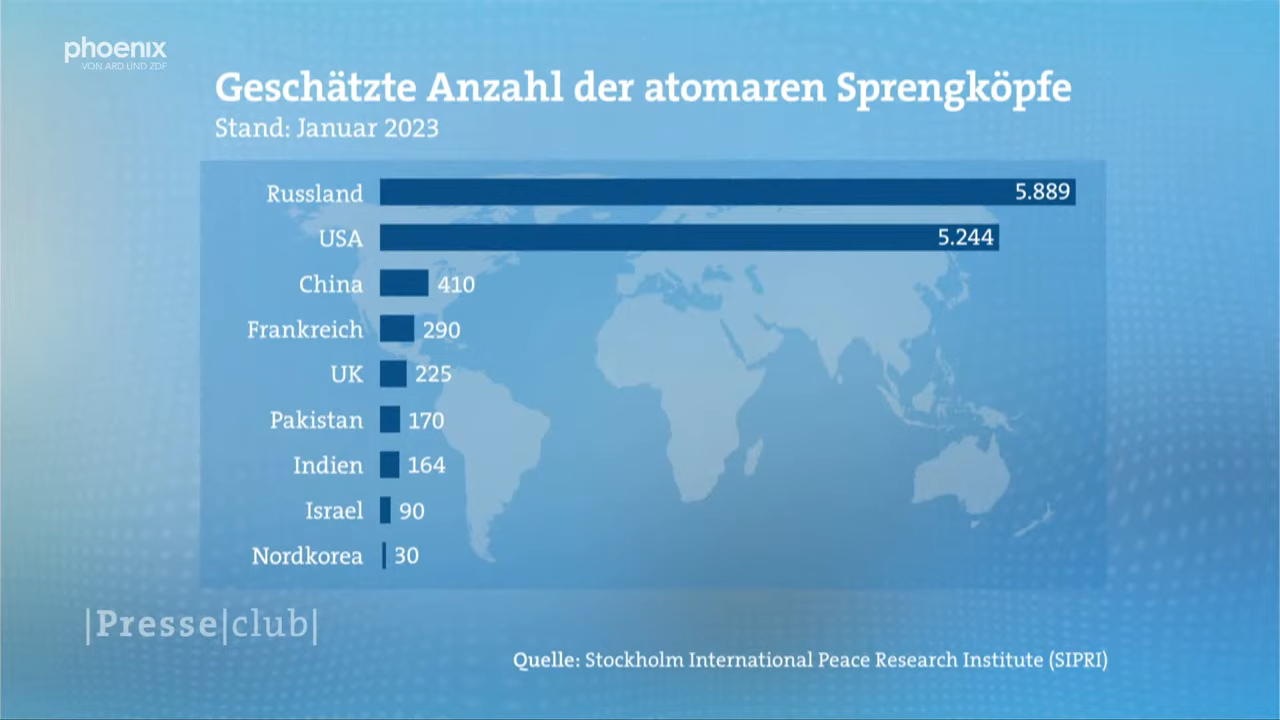 phoenix
VON ARD UND ZDF
Geschätzte Anzahl der atomaren Sprengköpfe
Stand: Januar 2023
Russland 5.889
USA 5.244
China 410
Frankreich 290
UK 225
Pakistan 170
Indien 164
Israel 90
Nordkorea 30
|Presse|club|
Quelle: Stockholm International Peace Research Institute (SIPRI)